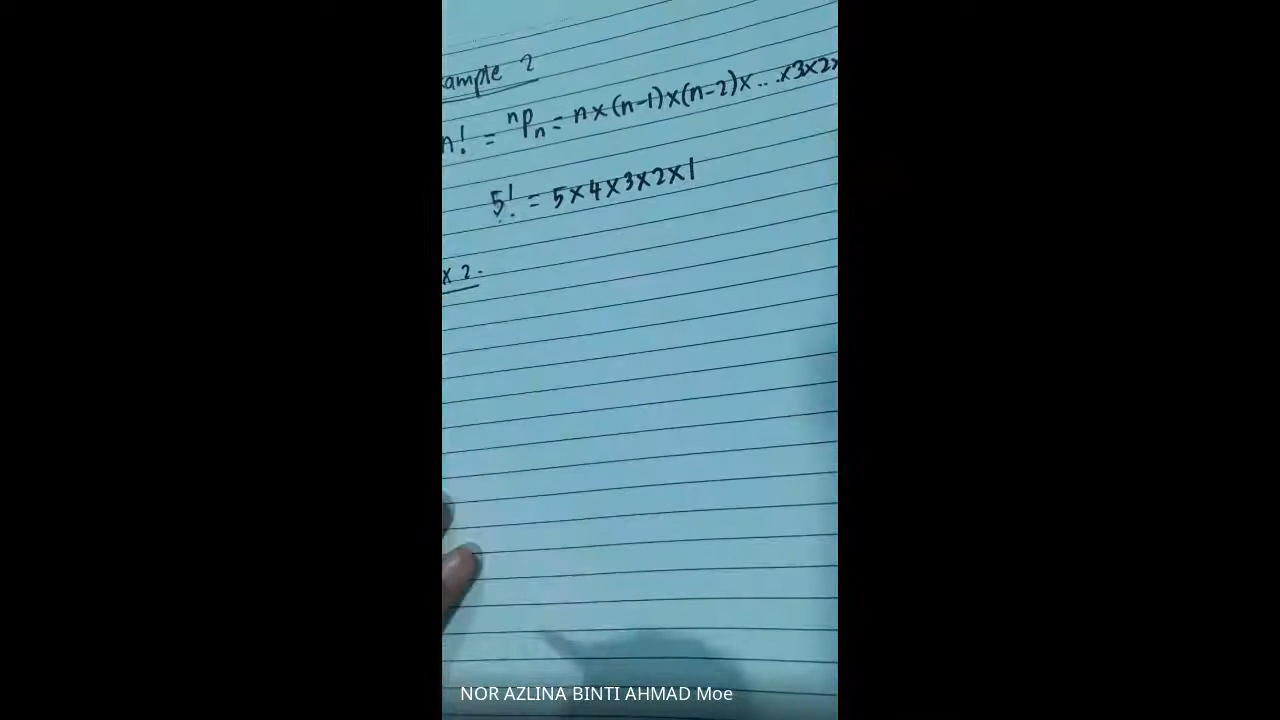 ample 2
n! = ⁿPₙ = n×(n-1)×(n-2)×...×3×2×
5! = 5×4×3×2×1
x 2.
NOR AZLINA BINTI AHMAD Moe